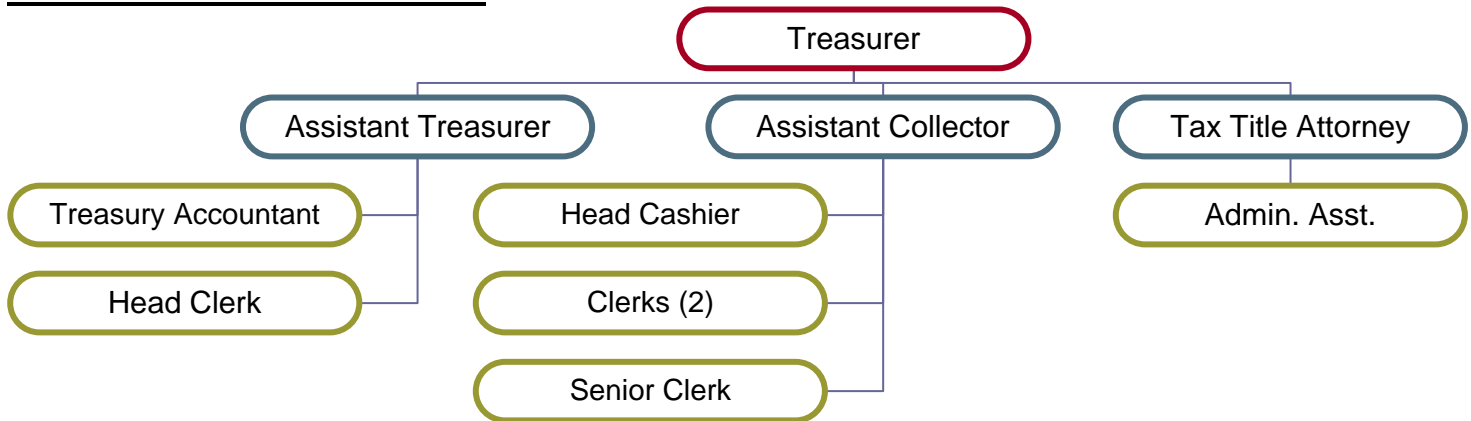 Treasurer
Assistant Treasurer
Assistant Collector
Tax Title Attorney
Treasury Accountant
Head Cashier
Admin. Asst.
Head Clerk
Clerks (2)
Senior Clerk